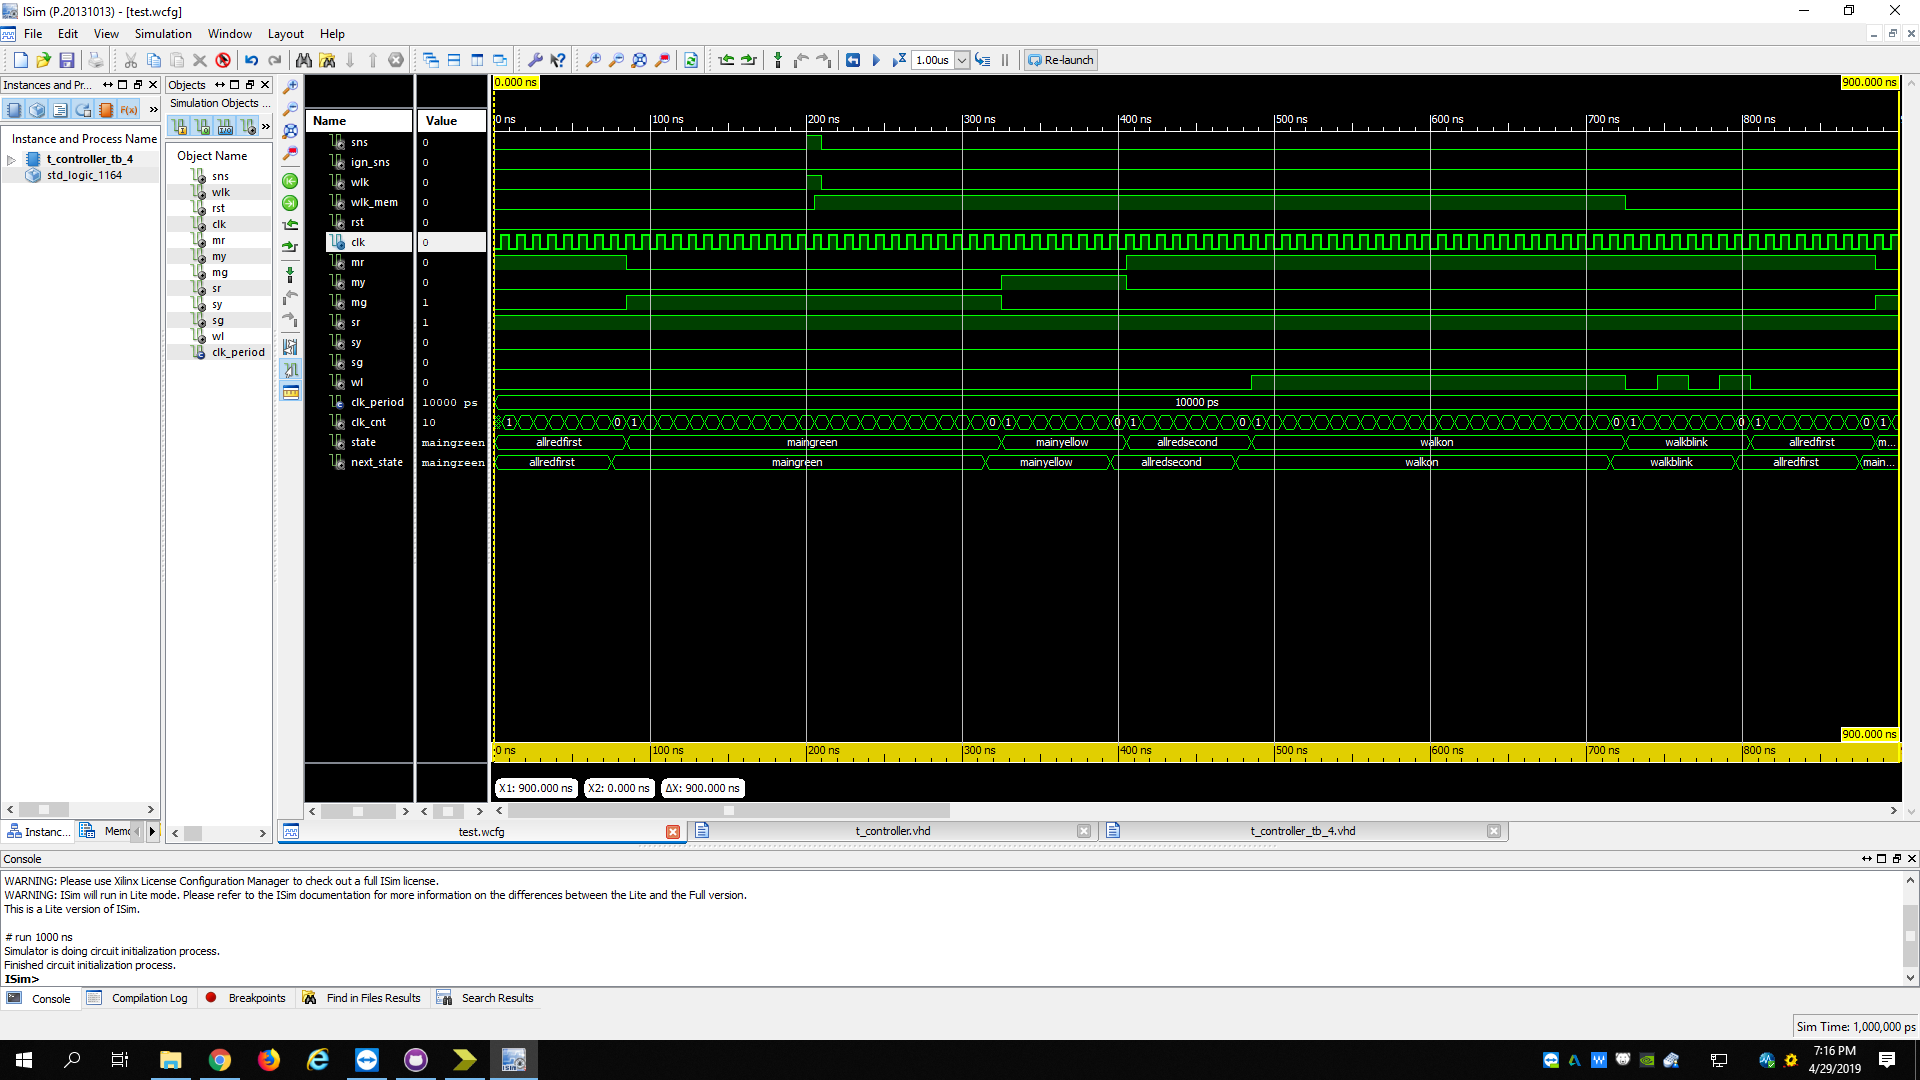 ISim (P.20131013) - [test.wcfg]
File Edit View Simulation Window Layout Help
1.00us Re-launch
Instances and Pr...
Instance and Process Name
t_controller_tb_4
std_logic_1164
Objects
Simulation Objects ...
Object Name
sns
wlk
rst
clk
mr
my
mg
sr
sy
sg
wl
clk_period
0.000 ns 900.000 ns
Name Value
0 ns 100 ns 200 ns 300 ns 400 ns 500 ns 600 ns 700 ns 800 ns
sns 0
ign_sns 0
wlk 0
wlk_mem 0
rst 0
clk 0
mr 0
my 0
mg 1
sr 1
sy 0
sg 0
wl 0
clk_period 10000 ps 10000 ps
clk_cnt 10 1 0 1 0 1 0 1 0 1 0 1 0 1 0 1
state maingreen allredfirst maingreen mainyellow allredsecond walkon walkblink allredfirst m...
next_state maingreen allredfirst maingreen mainyellow allredsecond walkon walkblink allredfirst main...
900.000 ns
0 ns 100 ns 200 ns 300 ns 400 ns 500 ns 600 ns 700 ns 800 ns
X1: 900.000 ns X2: 0.000 ns ΔX: 900.000 ns
Instanc... Memc
test.wcfg t_controller.vhd t_controller_tb_4.vhd
Console
WARNING: Please use Xilinx License Configuration Manager to check out a full ISim license.
WARNING: ISim will run in Lite mode. Please refer to the ISim documentation for more information on the differences between the Lite and the Full version.
This is a Lite version of ISim.
# run 1000 ns
Simulator is doing circuit initialization process.
Finished circuit initialization process.
ISim>
Console Compilation Log Breakpoints Find in Files Results Search Results
Sim Time: 1,000,000 ps
7:16 PM
4/29/2019